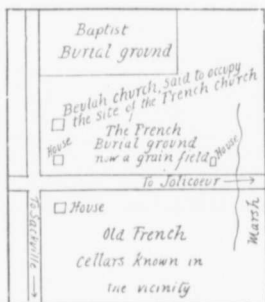 Baptist
Burial ground
Beulah church, said to occupy
the site of the French church
The French
Burial ground
now a grain field
House
House
To Jolicoeur
To Sackville
House
Marsh
Old French
cellars known in
the vicinity